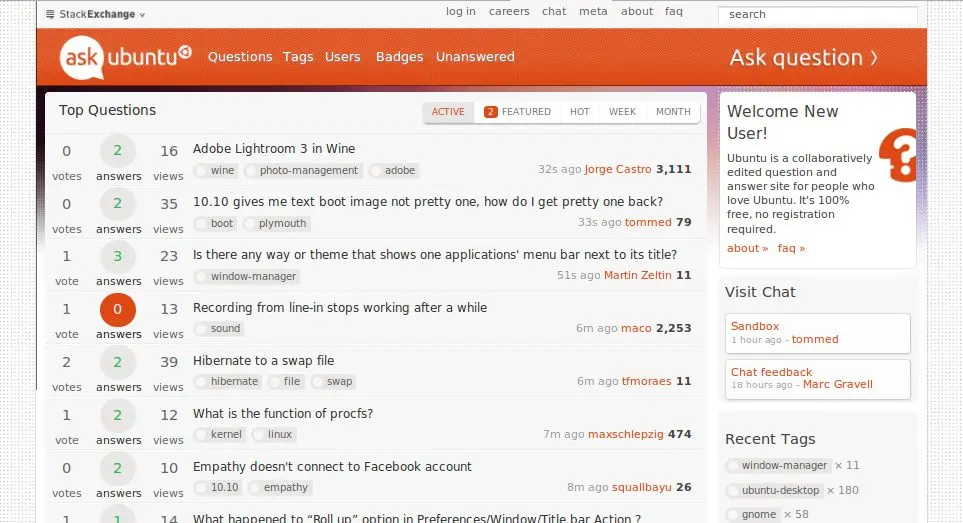 StackExchange
log in careers chat meta about faq
search
ask ubuntu
Questions Tags Users Badges Unanswered
Ask question
Top Questions
ACTIVE 2 FEATURED HOT WEEK MONTH
0 2 16 Adobe Lightroom 3 in Wine
votes answers views wine photo-management adobe 32s ago Jorge Castro 3,111
0 2 35 10.10 gives me text boot image not pretty one, how do I get pretty one back?
votes answers views boot plymouth 33s ago tommed 79
1 3 23 Is there any way or theme that shows one applications' menu bar next to its title?
vote answers views window-manager 51s ago Martin Zeltin 11
1 0 13 Recording from line-in stops working after a while
vote answers views sound 6m ago maco 2,253
2 2 39 Hibernate to a swap file
votes answers views hibernate file swap 6m ago tfmoraes 11
1 2 12 What is the function of procfs?
vote answers views kernel linux 7m ago maxschlepzig 474
0 2 10 Empathy doesn't connect to Facebook account
votes answers views 10.10 empathy 8m ago squallbayu 26
1 1 14 What happened to “Roll up” option in Preferences/Window/Title bar Action ?
Welcome New
User!
Ubuntu is a collaboratively
edited question and
answer site for people who
love Ubuntu. It's 100%
free, no registration
required.
about » faq »
Visit Chat
Sandbox
1 hour ago – tommed
Chat feedback
18 hours ago – Marc Gravell
Recent Tags
window-manager × 11
ubuntu-desktop × 180
gnome × 58